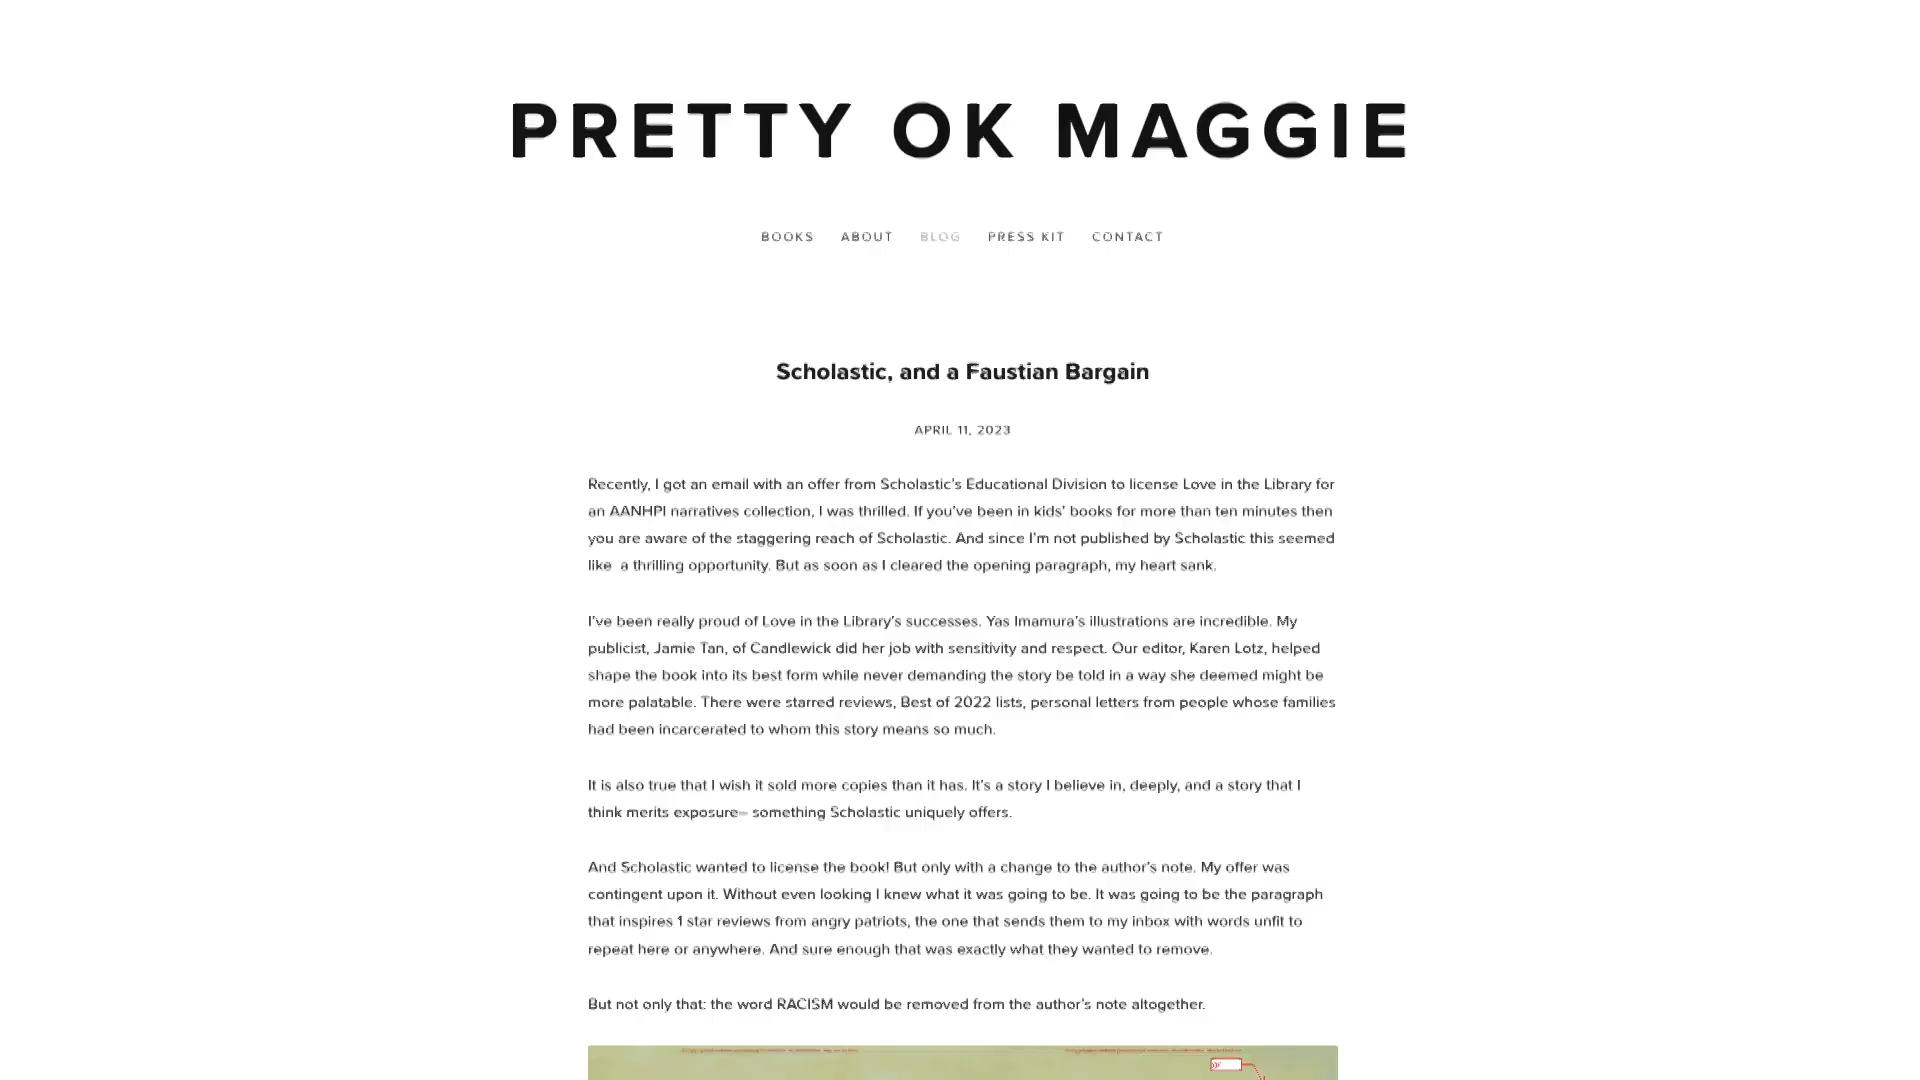 PRETTY OK MAGGIE
BOOKS ABOUT BLOG PRESS KIT CONTACT
Scholastic, and a Faustian Bargain
APRIL 11, 2023
Recently, I got an email with an offer from Scholastic's Educational Division to license Love in the Library for
an AANHPI narratives collection, I was thrilled. If you've been in kids' books for more than ten minutes then
you are aware of the staggering reach of Scholastic. And since I'm not published by Scholastic this seemed
like a thrilling opportunity. But as soon as I cleared the opening paragraph, my heart sank.
I've been really proud of Love in the Library's successes. Yas Imamura's illustrations are incredible. My
publicist, Jamie Tan, of Candlewick did her job with sensitivity and respect. Our editor, Karen Lotz, helped
shape the book into its best form while never demanding the story be told in a way she deemed might be
more palatable. There were starred reviews, Best of 2022 lists, personal letters from people whose families
had been incarcerated to whom this story means so much.
It is also true that I wish it sold more copies than it has. It's a story I believe in, deeply, and a story that I
think merits exposure– something Scholastic uniquely offers.
And Scholastic wanted to license the book! But only with a change to the author's note. My offer was
contingent upon it. Without even looking I knew what it was going to be. It was going to be the paragraph
that inspires 1 star reviews from angry patriots, the one that sends them to my inbox with words unfit to
repeat here or anywhere. And sure enough that was exactly what they wanted to remove.
But not only that: the word RACISM would be removed from the author's note altogether.